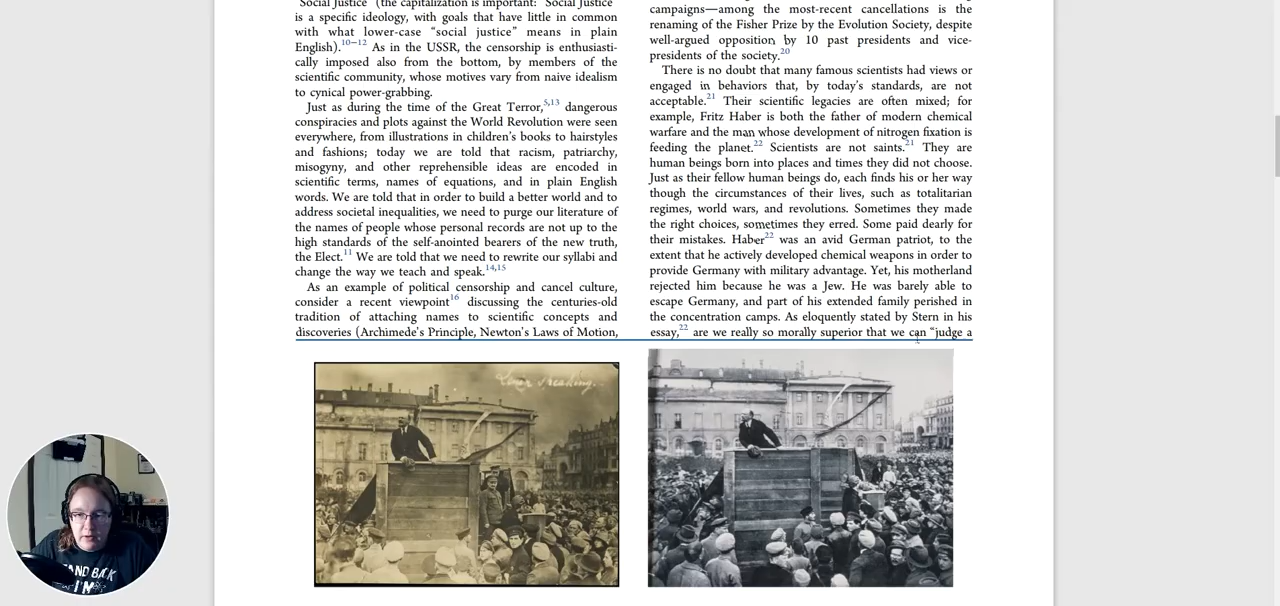 "Social Justice" (the capitalization is important: "Social Justice"
is a specific ideology, with goals that have little in common
with what lower-case "social justice" means in plain
English).10−12 As in the USSR, the censorship is enthusiasti-
cally imposed also from the bottom, by members of the
scientific community, whose motives vary from naive idealism
to cynical power-grabbing.
Just as during the time of the Great Terror,5,13 dangerous
conspiracies and plots against the World Revolution were seen
everywhere, from illustrations in children's books to hairstyles
and fashions; today we are told that racism, patriarchy,
misogyny, and other reprehensible ideas are encoded in
scientific terms, names of equations, and in plain English
words. We are told that in order to build a better world and to
address societal inequalities, we need to purge our literature of
the names of people whose personal records are not up to the
high standards of the self-anointed bearers of the new truth,
the Elect.11 We are told that we need to rewrite our syllabi and
change the way we teach and speak.14,15
As an example of political censorship and cancel culture,
consider a recent viewpoint16 discussing the centuries-old
tradition of attaching names to scientific concepts and
discoveries (Archimede's Principle, Newton's Laws of Motion,
campaigns—among the most-recent cancellations is the
renaming of the Fisher Prize by the Evolution Society, despite
well-argued opposition by 10 past presidents and vice-
presidents of the society.20
There is no doubt that many famous scientists had views or
engaged in behaviors that, by today's standards, are not
acceptable.21 Their scientific legacies are often mixed; for
example, Fritz Haber is both the father of modern chemical
warfare and the man whose development of nitrogen fixation is
feeding the planet.22 Scientists are not saints.21 They are
human beings born into places and times they did not choose.
Just as their fellow human beings do, each finds his or her way
though the circumstances of their lives, such as totalitarian
regimes, world wars, and revolutions. Sometimes they made
the right choices, sometimes they erred. Some paid dearly for
their mistakes. Haber22 was an avid German patriot, to the
extent that he actively developed chemical weapons in order to
provide Germany with military advantage. Yet, his motherland
rejected him because he was a Jew. He was barely able to
escape Germany, and part of his extended family perished in
the concentration camps. As eloquently stated by Stern in his
essay,22 are we really so morally superior that we can "judge a
Lenin speaking.
AND BACK
I'M